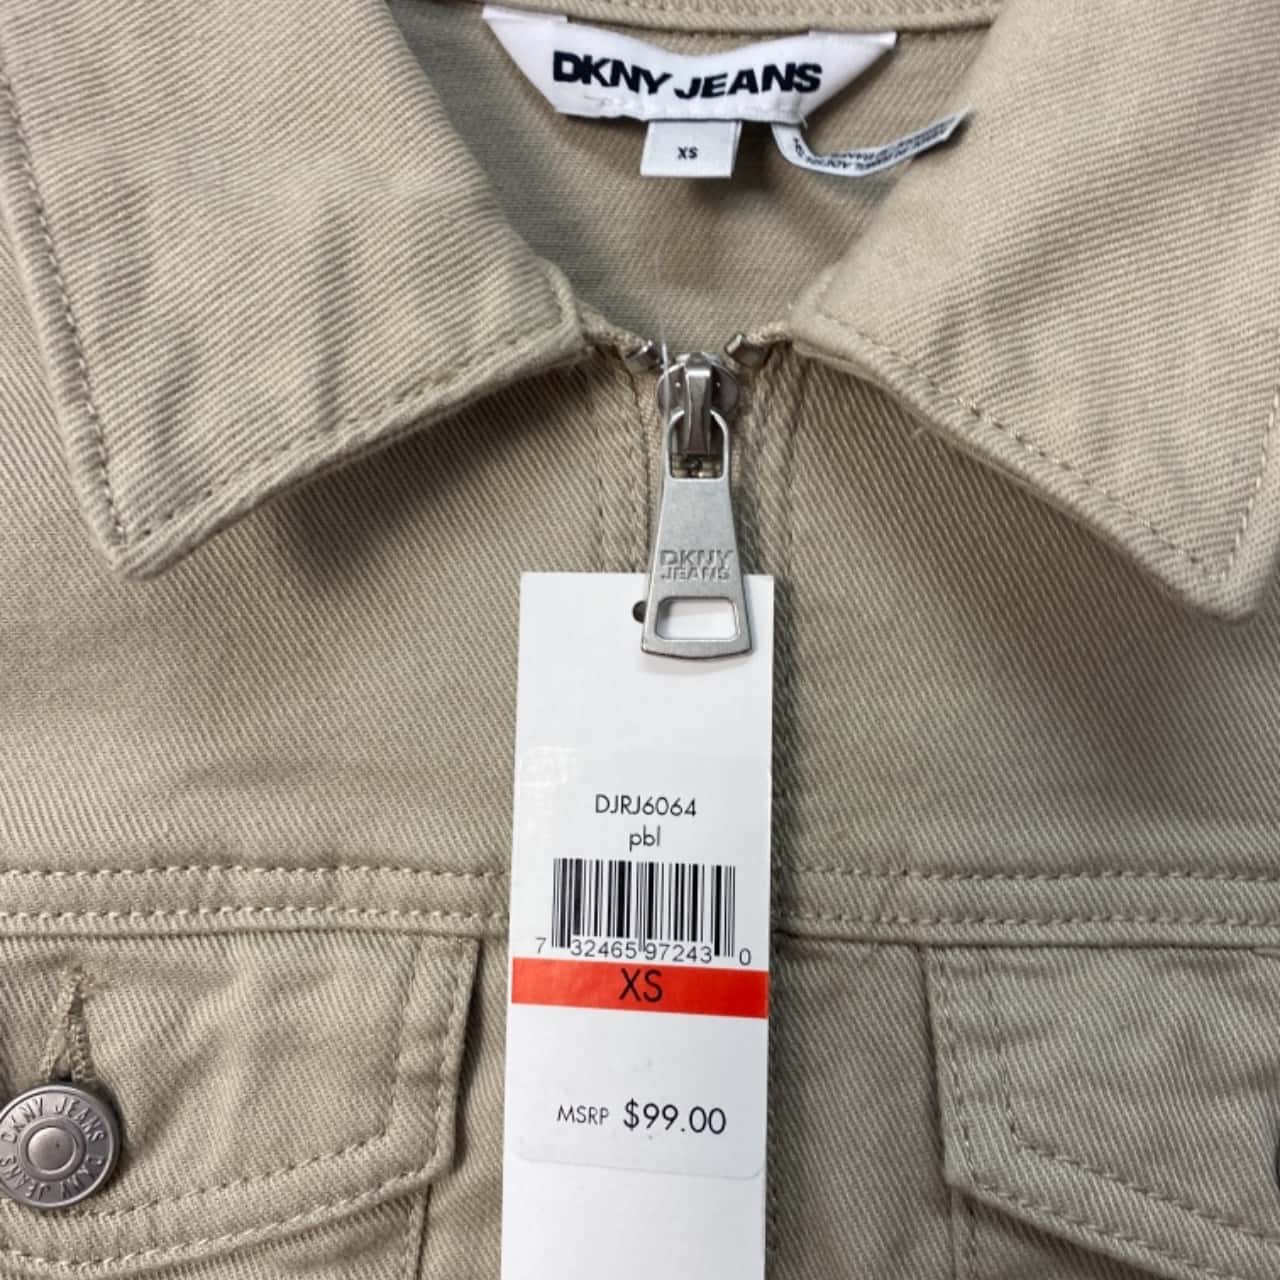 DKNY JEANS
XS
DKNY
JEANS
DJRJ6064
pbl
7 32465 97243 0
XS
MSRP $99.00
DKNY JEANS DKNY JEANS